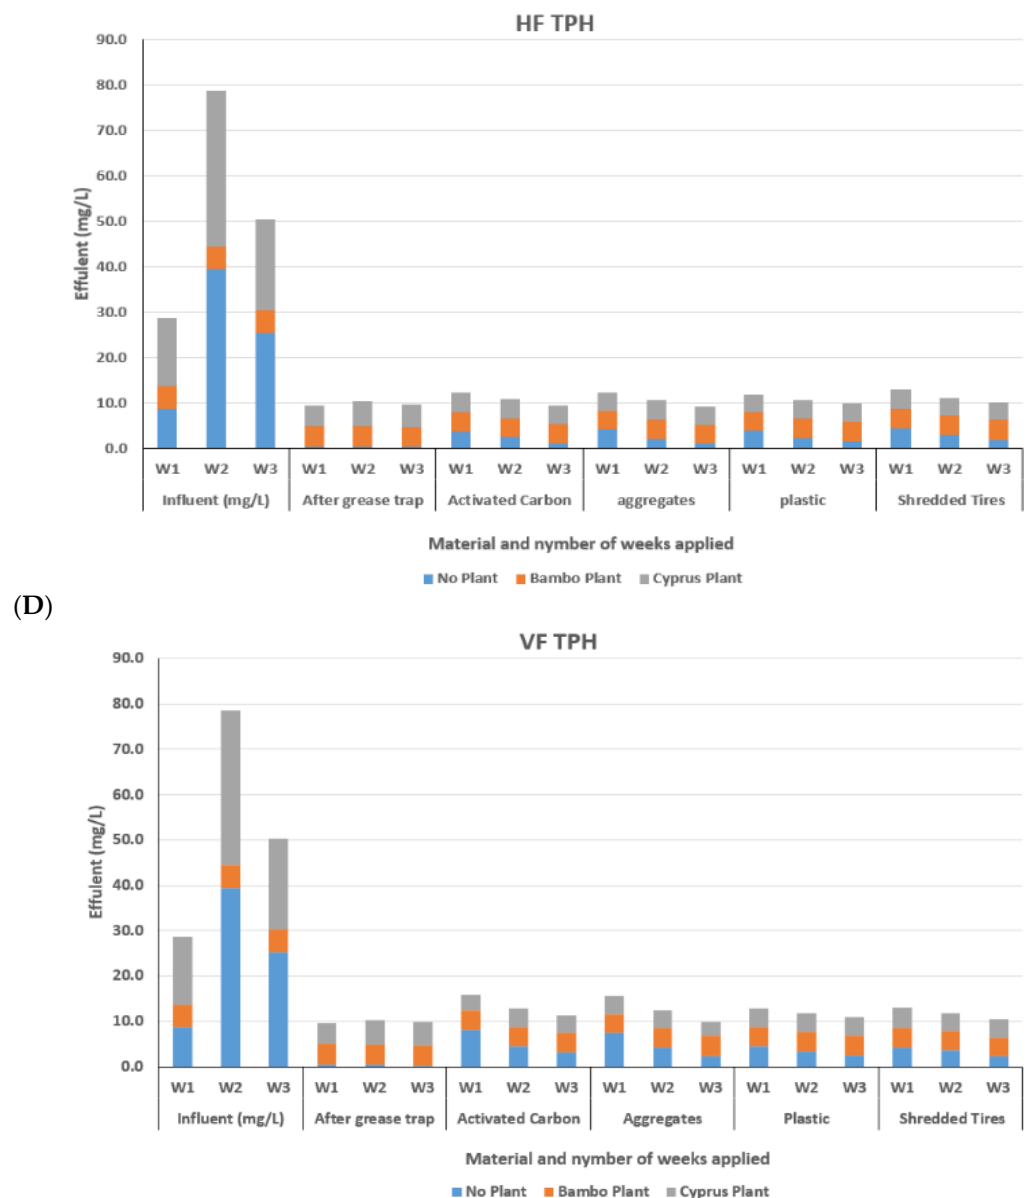 HF TPH
90.0
80.0
70.0
60.0
50.0
40.0
30.0
20.0
10.0
0.0
Effulent (mg/L)
W1 W2 W3 W1 W2 W3 W1 W2 W3 W1 W2 W3 W1 W2 W3 W1 W2 W3
Influent (mg/L) After grease trap Activated Carbon aggregates plastic Shredded Tires
Material and nymber of weeks applied
No Plant Bambo Plant Cyprus Plant
(D)
VF TPH
90.0
80.0
70.0
60.0
50.0
40.0
30.0
20.0
10.0
0.0
Effluent (mg/L)
W1 W2 W3 W1 W2 W3 W1 W2 W3 W1 W2 W3 W1 W2 W3 W1 W2 W3
Influent (mg/L) After grease trap Activated Carbon Aggregates Plastic Shredded Tires
Material and nymber of weeks applied
No Plant Bambo Plant Cyprus Plant